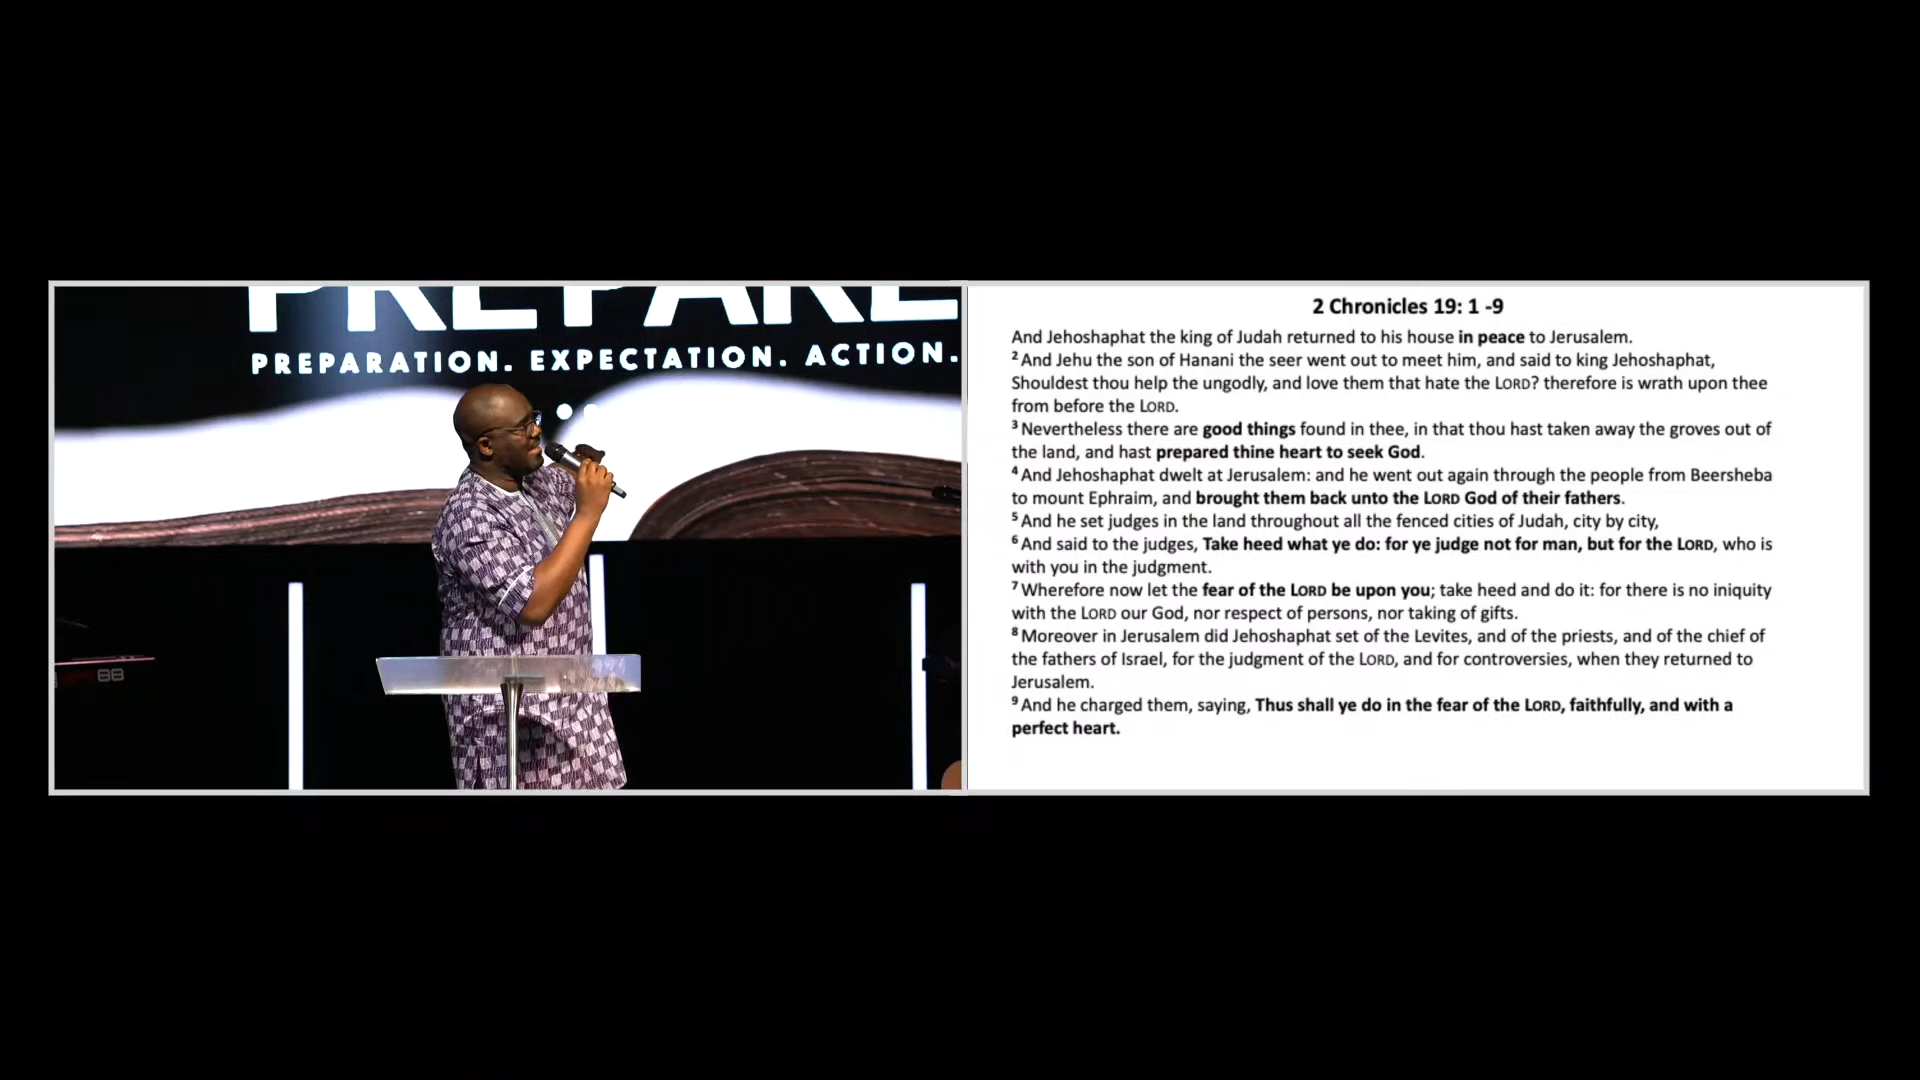 PREPARE
PREPARATION. EXPECTATION. ACTION.
88
2 Chronicles 19: 1 -9
And Jehoshaphat the king of Judah returned to his house in peace to Jerusalem.
2 And Jehu the son of Hanani the seer went out to meet him, and said to king Jehoshaphat,
Shouldest thou help the ungodly, and love them that hate the LORD? therefore is wrath upon thee
from before the LORD.
3 Nevertheless there are good things found in thee, in that thou hast taken away the groves out of
the land, and hast prepared thine heart to seek God.
4 And Jehoshaphat dwelt at Jerusalem: and he went out again through the people from Beersheba
to mount Ephraim, and brought them back unto the LORD God of their fathers.
5 And he set judges in the land throughout all the fenced cities of Judah, city by city,
6 And said to the judges, Take heed what ye do: for ye judge not for man, but for the LORD, who is
with you in the judgment.
7 Wherefore now let the fear of the LORD be upon you; take heed and do it: for there is no iniquity
with the LORD our God, nor respect of persons, nor taking of gifts.
8 Moreover in Jerusalem did Jehoshaphat set of the Levites, and of the priests, and of the chief of
the fathers of Israel, for the judgment of the LORD, and for controversies, when they returned to
Jerusalem.
9 And he charged them, saying, Thus shall ye do in the fear of the LORD, faithfully, and with a
perfect heart.